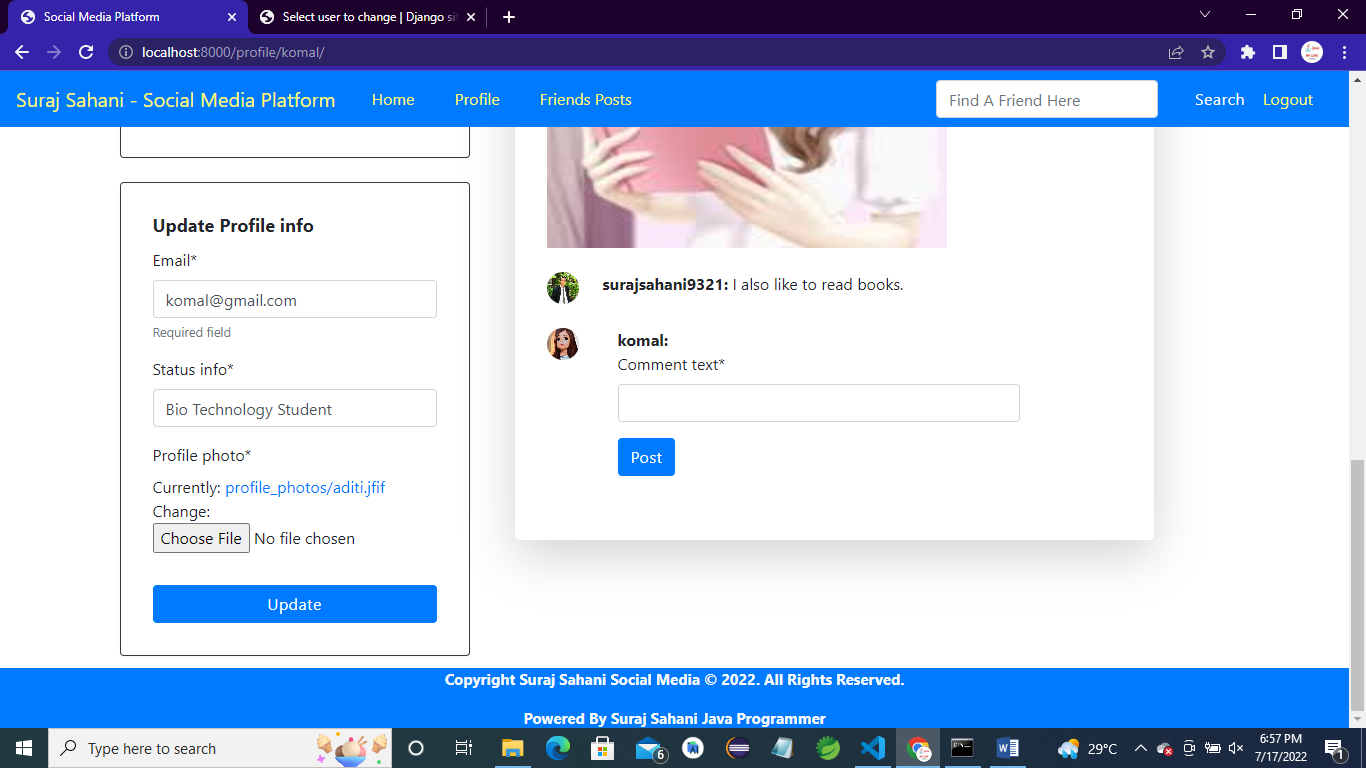 Social Media Platform
Select user to change | Django si
localhost:8000/profile/komal/
Suraj Sahani - Social Media Platform
Home
Profile
Friends Posts
Find A Friend Here
Search
Logout
Update Profile info
Email*
komal@gmail.com
Required field
Status info*
Bio Technology Student
Profile photo*
Currently: profile_photos/aditi.jfif
Change:
Choose File No file chosen
Update
surajsahani9321: I also like to read books.
komal:
Comment text*
Post
Copyright Suraj Sahani Social Media © 2022. All Rights Reserved.
Powered By Suraj Sahani Java Programmer
Type here to search
6
29°C
6:57 PM
7/17/2022
1